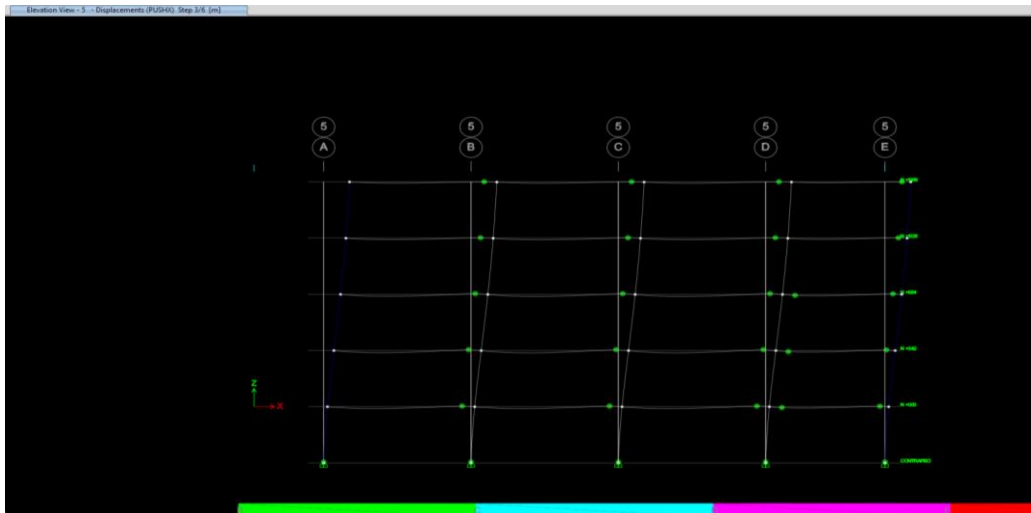 Elevation View - 5 - Displacements (PUSHX) Step 3/6 [m]
5 5 5 5 5
A B C D E
Z
X